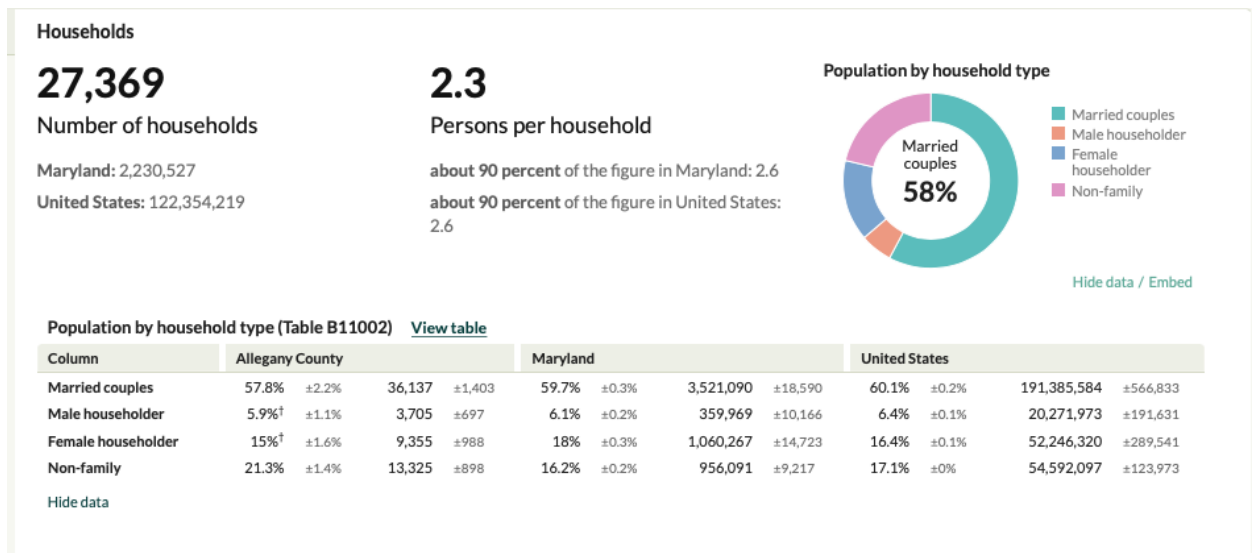 Households
27,369
Number of households
Maryland: 2,230,527
United States: 122,354,219
2.3
Persons per household
about 90 percent of the figure in Maryland: 2.6
about 90 percent of the figure in United States:
2.6
Population by household type
Married
couples
58%
Married couples
Male householder
Female
householder
Non-family
Hide data / Embed
Population by household type (Table B11002) View table
Column Allegany County Maryland United States
Married couples 57.8% ±2.2% 36,137 ±1,403 59.7% ±0.3% 3,521,090 ±18,590 60.1% ±0.2% 191,385,584 ±566,833
Male householder 5.9%† ±1.1% 3,705 ±697 6.1% ±0.2% 359,969 ±10,166 6.4% ±0.1% 20,271,973 ±191,631
Female householder 15%† ±1.6% 9,355 ±988 18% ±0.3% 1,060,267 ±14,723 16.4% ±0.1% 52,246,320 ±289,541
Non-family 21.3% ±1.4% 13,325 ±898 16.2% ±0.2% 956,091 ±9,217 17.1% ±0% 54,592,097 ±123,973
Hide data